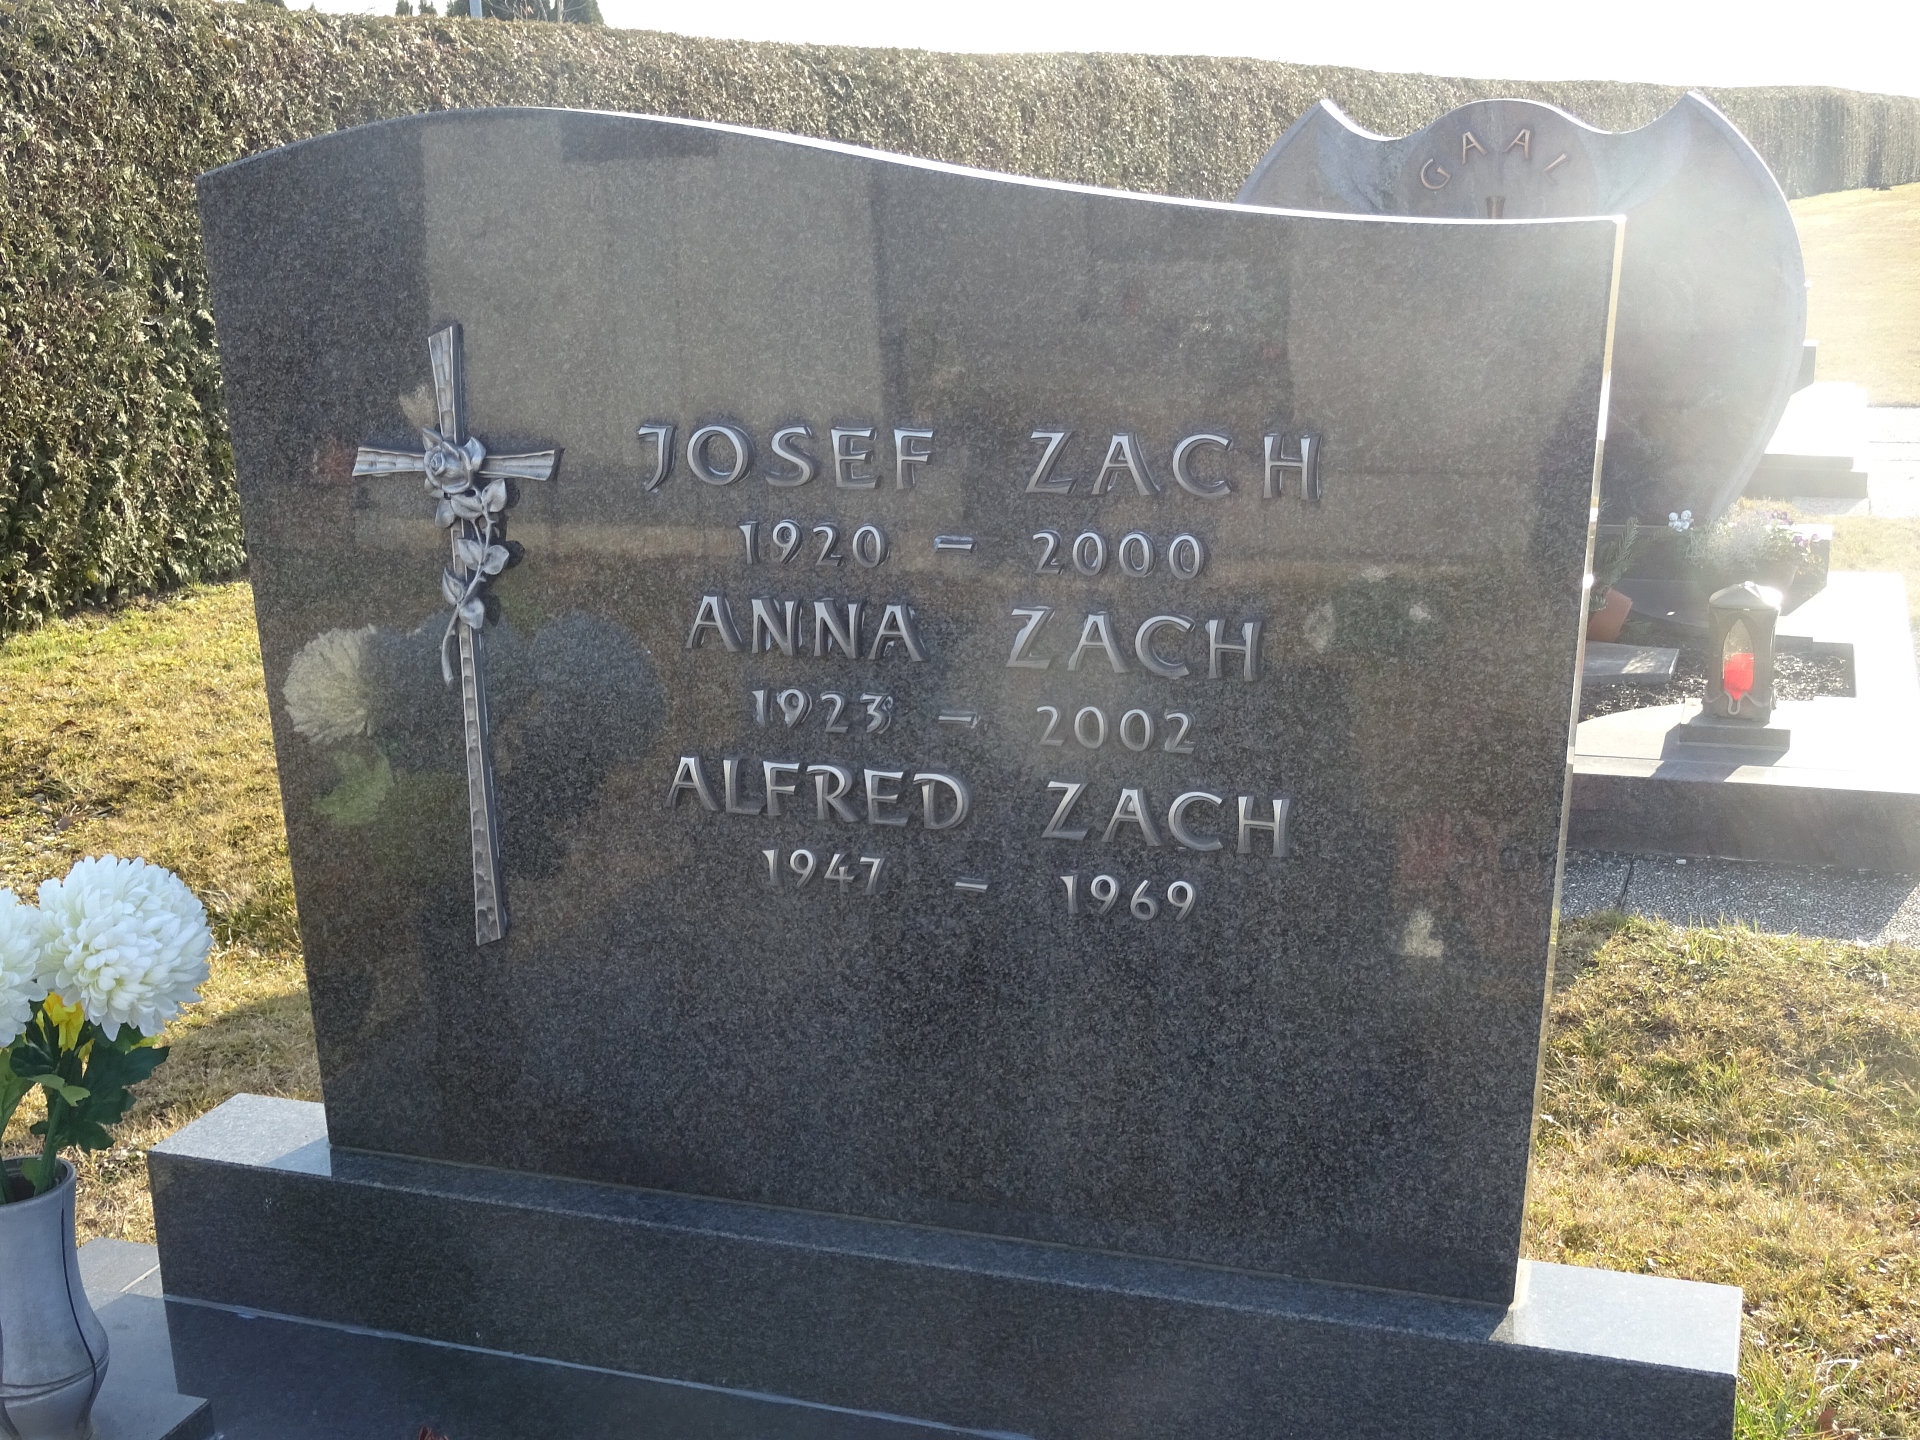 GAAL
JOSEF ZACH
1920 – 2000
ANNA ZACH
1923 – 2002
ALFRED ZACH
1947 – 1969